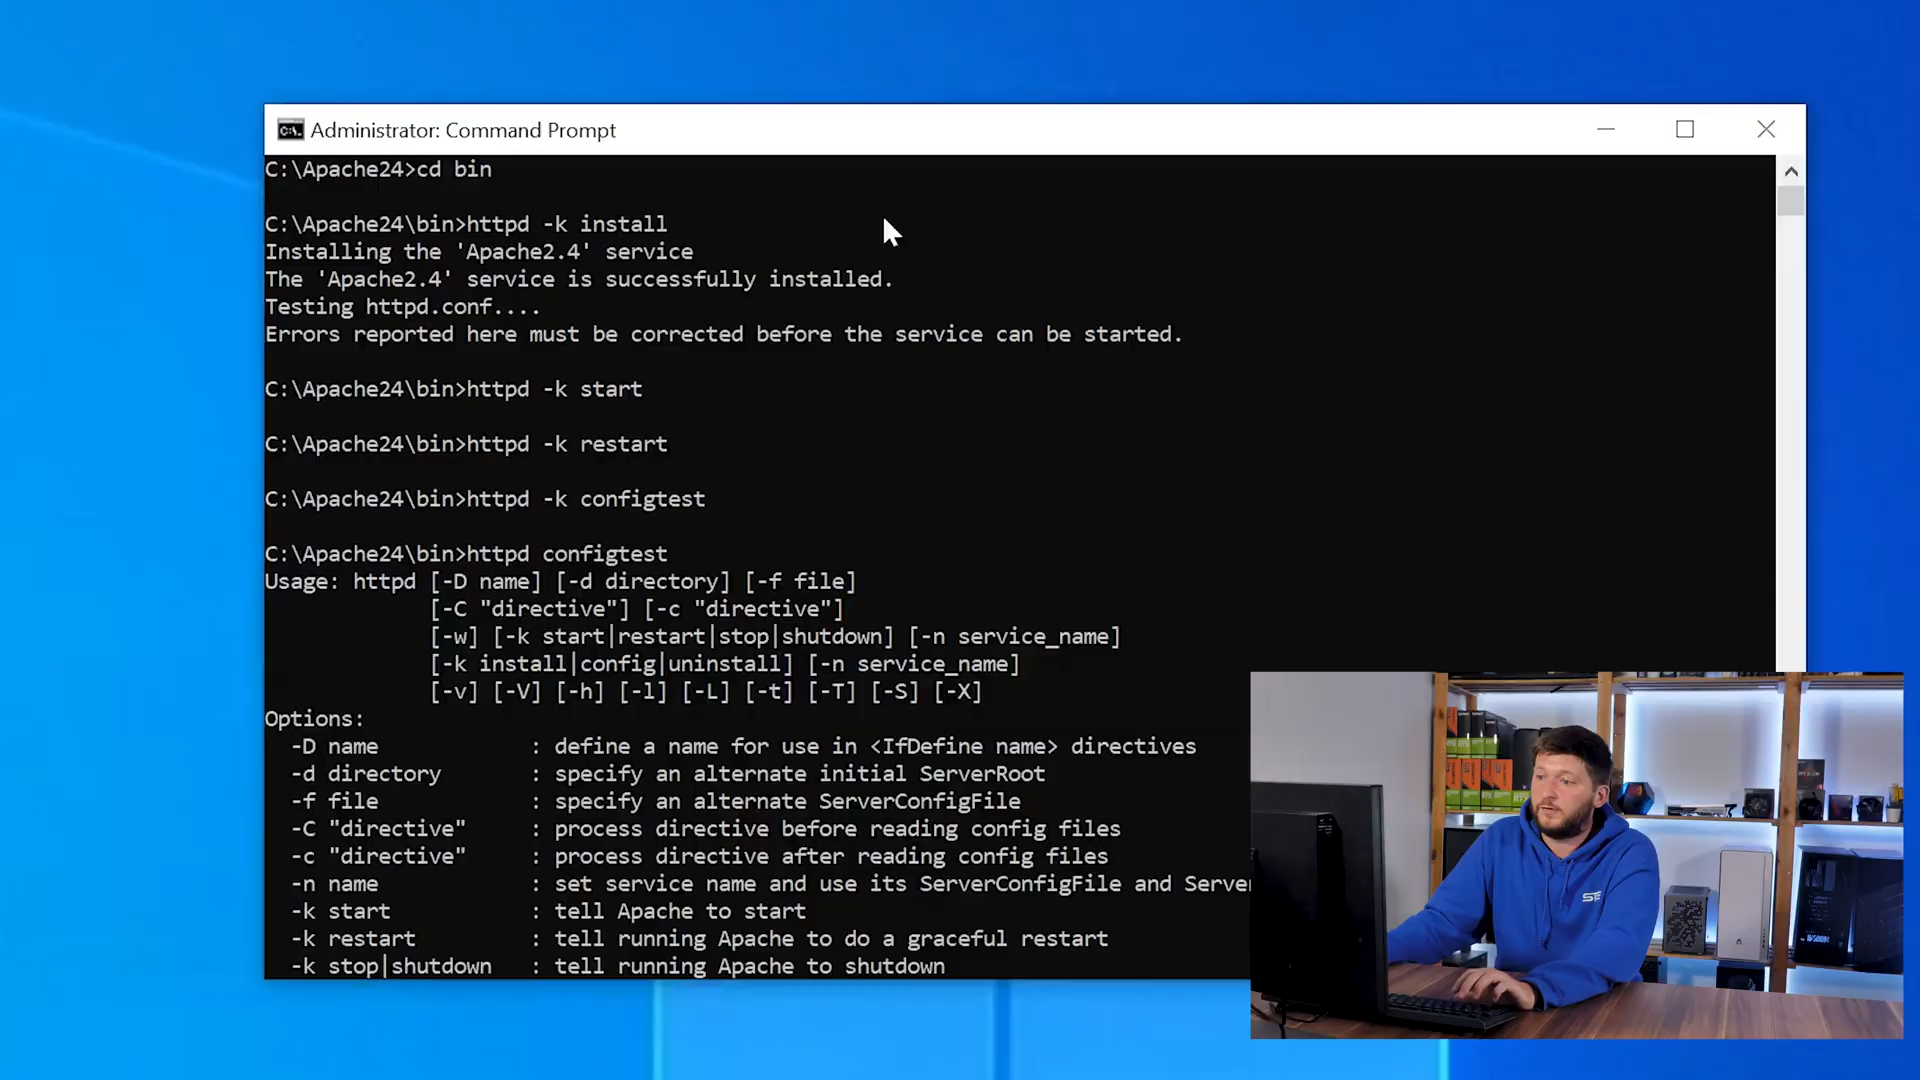 Administrator: Command Prompt
C:\Apache24>cd bin
C:\Apache24\bin>httpd -k install
Installing the 'Apache2.4' service
The 'Apache2.4' service is successfully installed.
Testing httpd.conf....
Errors reported here must be corrected before the service can be started.
C:\Apache24\bin>httpd -k start
C:\Apache24\bin>httpd -k restart
C:\Apache24\bin>httpd -k configtest
C:\Apache24\bin>httpd configtest
Usage: httpd [-D name] [-d directory] [-f file]
[-C "directive"] [-c "directive"]
[-w] [-k start|restart|stop|shutdown] [-n service_name]
[-k install|config|uninstall] [-n service_name]
[-v] [-V] [-h] [-l] [-L] [-t] [-T] [-S] [-X]
Options:
-D name : define a name for use in <IfDefine name> directives
-d directory : specify an alternate initial ServerRoot
-f file : specify an alternate ServerConfigFile
-C "directive" : process directive before reading config files
-c "directive" : process directive after reading config files
-n name : set service name and use its ServerConfigFile and Server
-k start : tell Apache to start
-k restart : tell running Apache to do a graceful restart
-k stop|shutdown : tell running Apache to shutdown